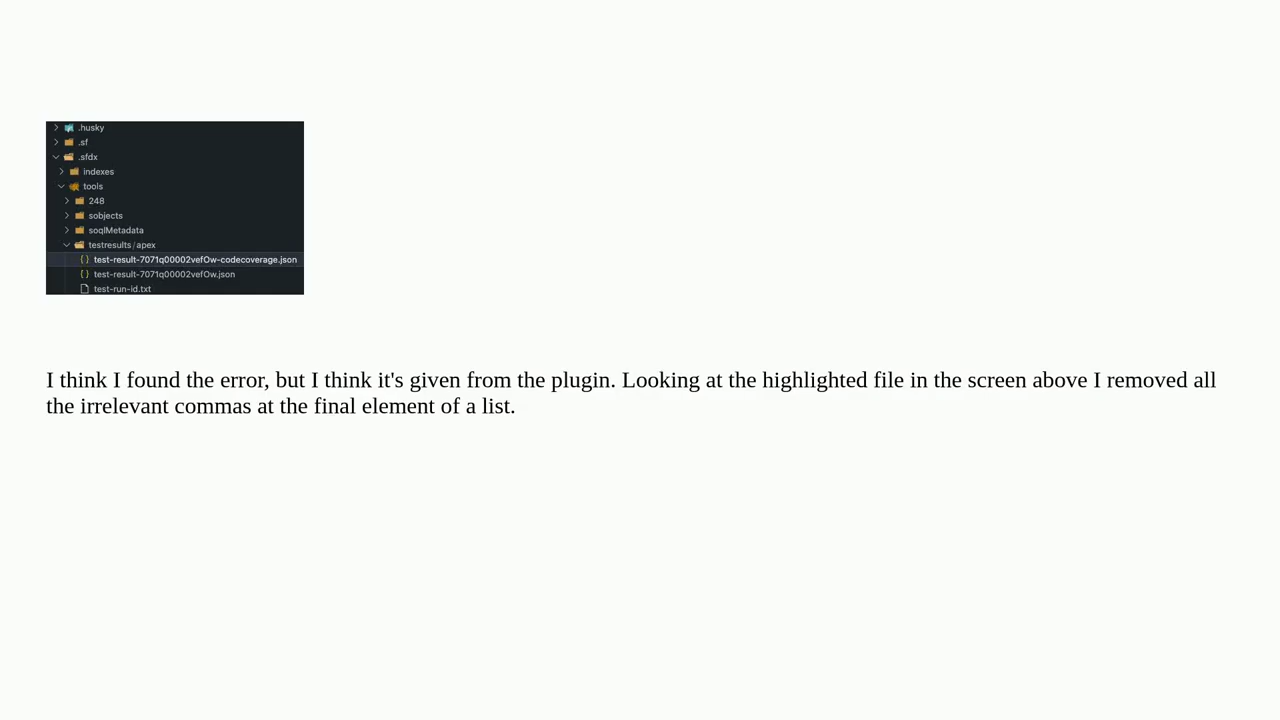 .husky
.sf
.sfdx
indexes
tools
248
sobjects
soqlMetadata
testresults/apex
{} test-result-7071q00002vefOw-codecoverage.json
{} test-result-7071q00002vefOw.json
test-run-id.txt
I think I found the error, but I think it's given from the plugin. Looking at the highlighted file in the screen above I removed all
the irrelevant commas at the final element of a list.